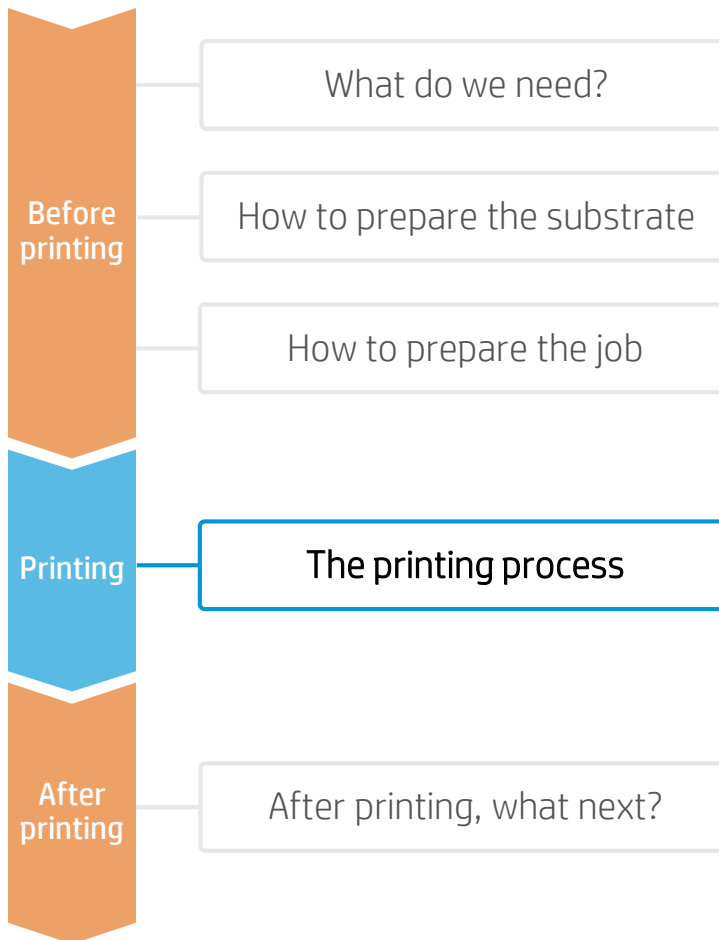 What do we need?
Before
printing
How to prepare the substrate
How to prepare the job
Printing
The printing process
After
printing
After printing, what next?